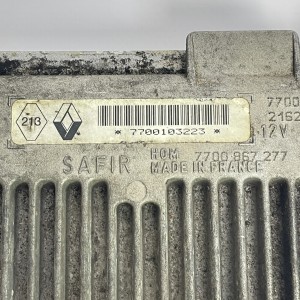 213
* 7700103223 *
7700
2162
12V
SAFIR
HOM 7700 867 277
MADE IN FRANCE